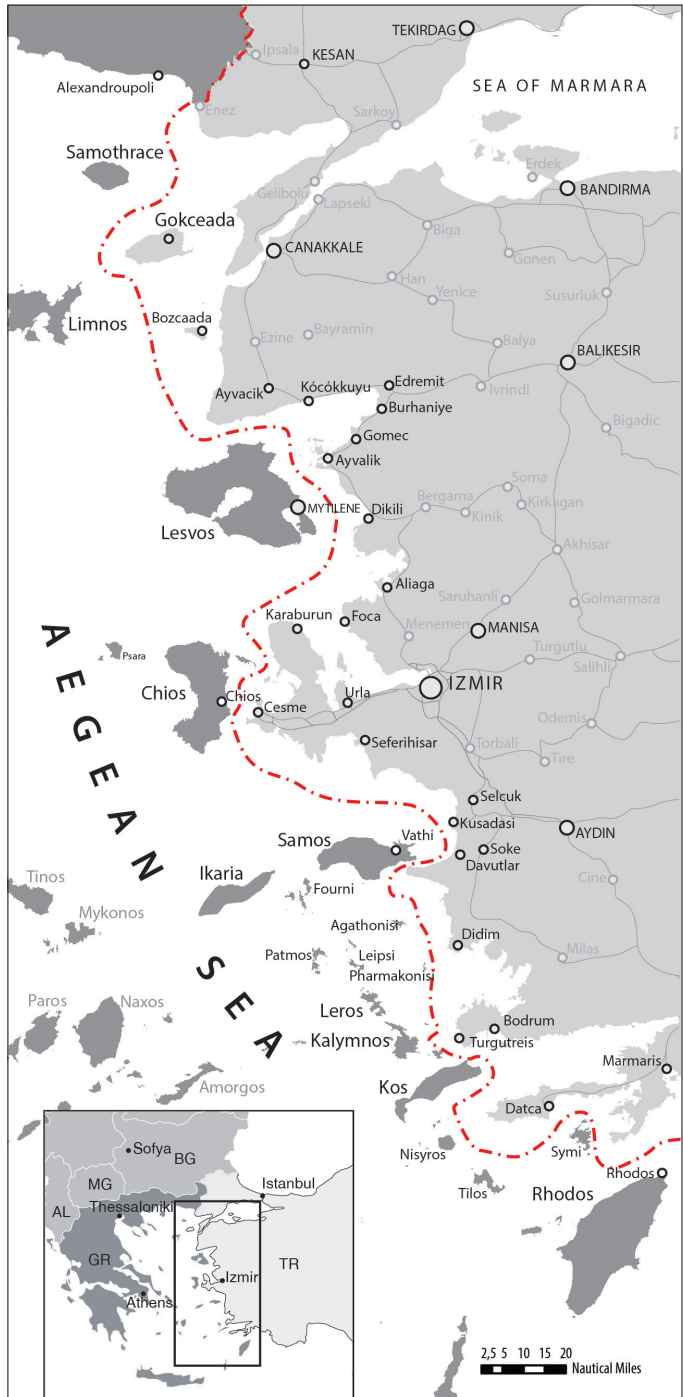 TEKIRDAG
Ipsala
KESAN
Alexandroupoli
SEA OF MARMARA
Enez
Sarkoy
Samothrace
Erdek
Gelibolu
BANDIRMA
Lapseki
Gokceada
Biga
CANAKKALE
Gonen
Han
Yenice
Susurluk
Limnos
Bozcaada
Bayramin
Ezine
Balya
BALIKESIR
Ayvacik
Kócókkuyu
Edremit
Ivrindi
Burhaniye
Bigadic
Gomec
Ayvalik
Soma
Bergama
Kirkagan
MYTILENE
Dikili
Kinik
Lesvos
Akhisar
Aliaga
Saruhanli
Golmarmara
Karaburun
Foca
Menemen
MANISA
Turgutlu
Psara
Salihli
IZMIR
Chios
Chios
Urla
Cesme
Odemis
Seferihisar
Torbali
Tire
AEGEAN SEA
Selcuk
Kusadasi
AYDIN
Samos
Vathi
Soke
Davutlar
Ikaria
Tinos
Fourni
Cine
Mykonos
Agathonisi
Didim
Patmos
Leipsi
Milas
Pharmakonisi
Paros
Naxos
Leros
Bodrum
Kalymnos
Turgutreis
Marmaris
Amorgos
Kos
Datca
Nisyros
Symi
Tilos
Rhodos
Rhodos
Sofya
BG
MG
Istanbul
AL
Thessaloniki
GR
TR
Izmir
Athens
2,5 5 10 15 20
Nautical Miles